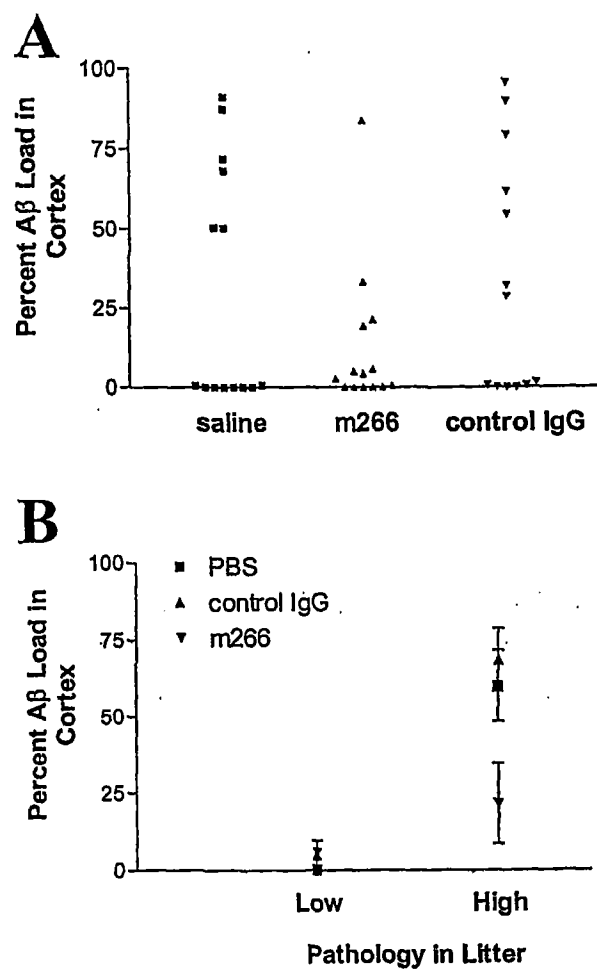 A
Percent Aβ Load in
Cortex
100
75
50
25
0
saline m266 control IgG
B
PBS
control IgG
m266
Percent Aβ Load in
Cortex
100
75
50
25
0
Low High
Pathology in Litter